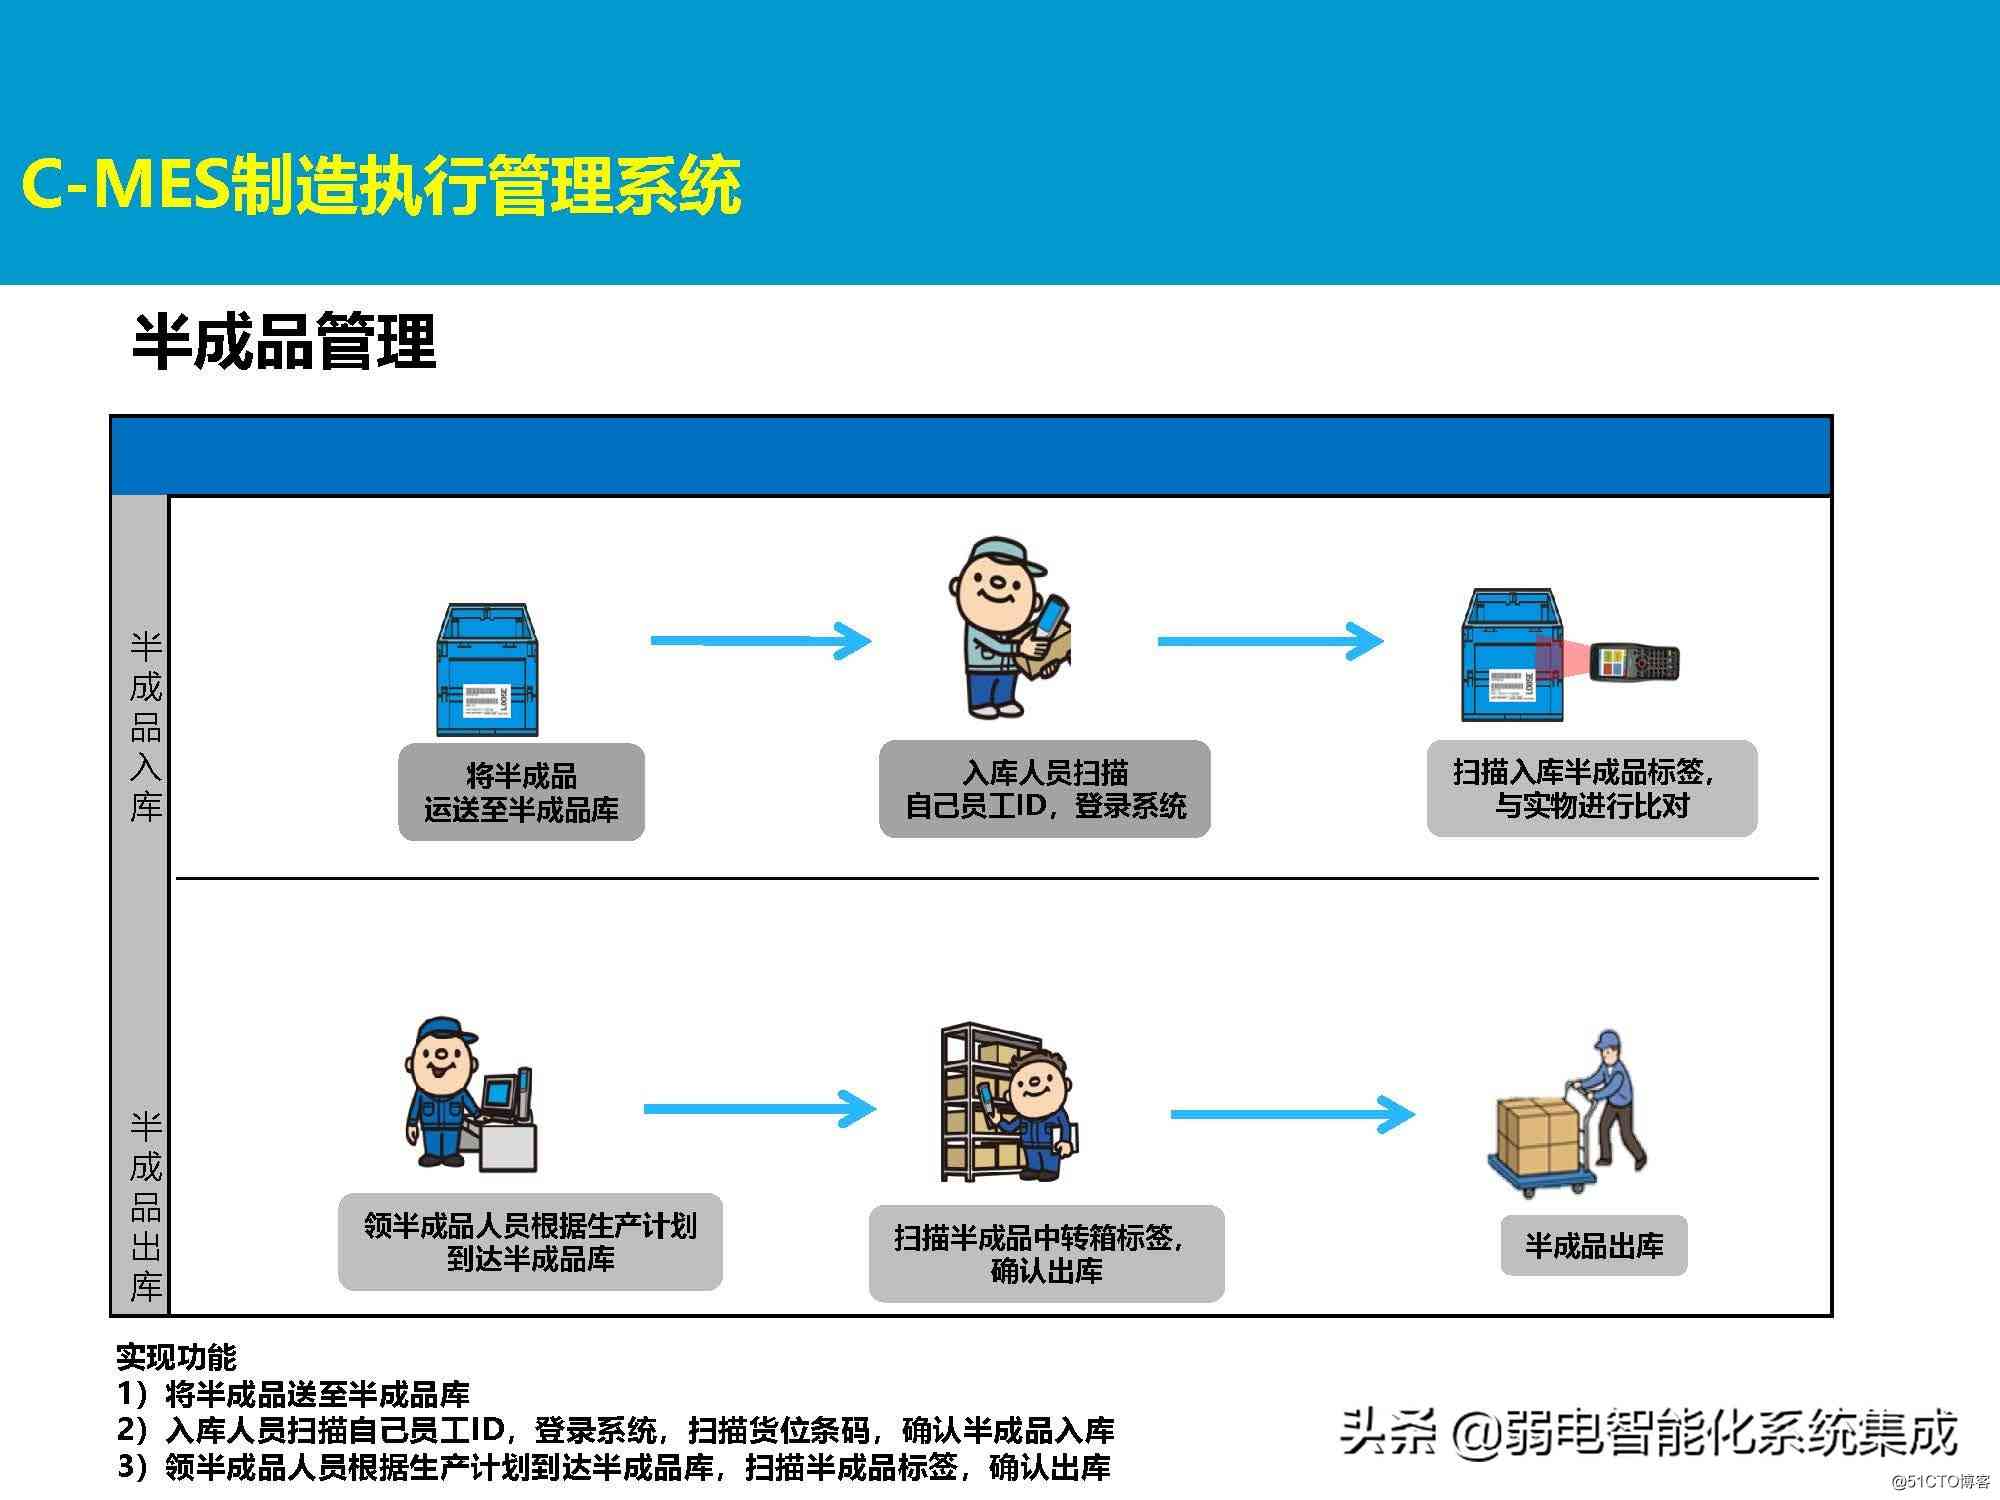 C-MES制造执行管理系统
半成品管理
半成品入库
将半成品
运送至半成品库
入库人员扫描
自己员工ID，登录系统
扫描入库半成品标签，
与实物进行比对
半成品出库
领半成品人员根据生产计划
到达半成品库
扫描半成品中转箱标签，
确认出库
半成品出库
实现功能
1）将半成品送至半成品库
2）入库人员扫描自己员工ID，登录系统，扫描货位条码，确认半成品入库
3）领半成品人员根据生产计划到达半成品库，扫描半成品标签，确认出库
头条 @弱电智能化系统集成
@51CTO博客